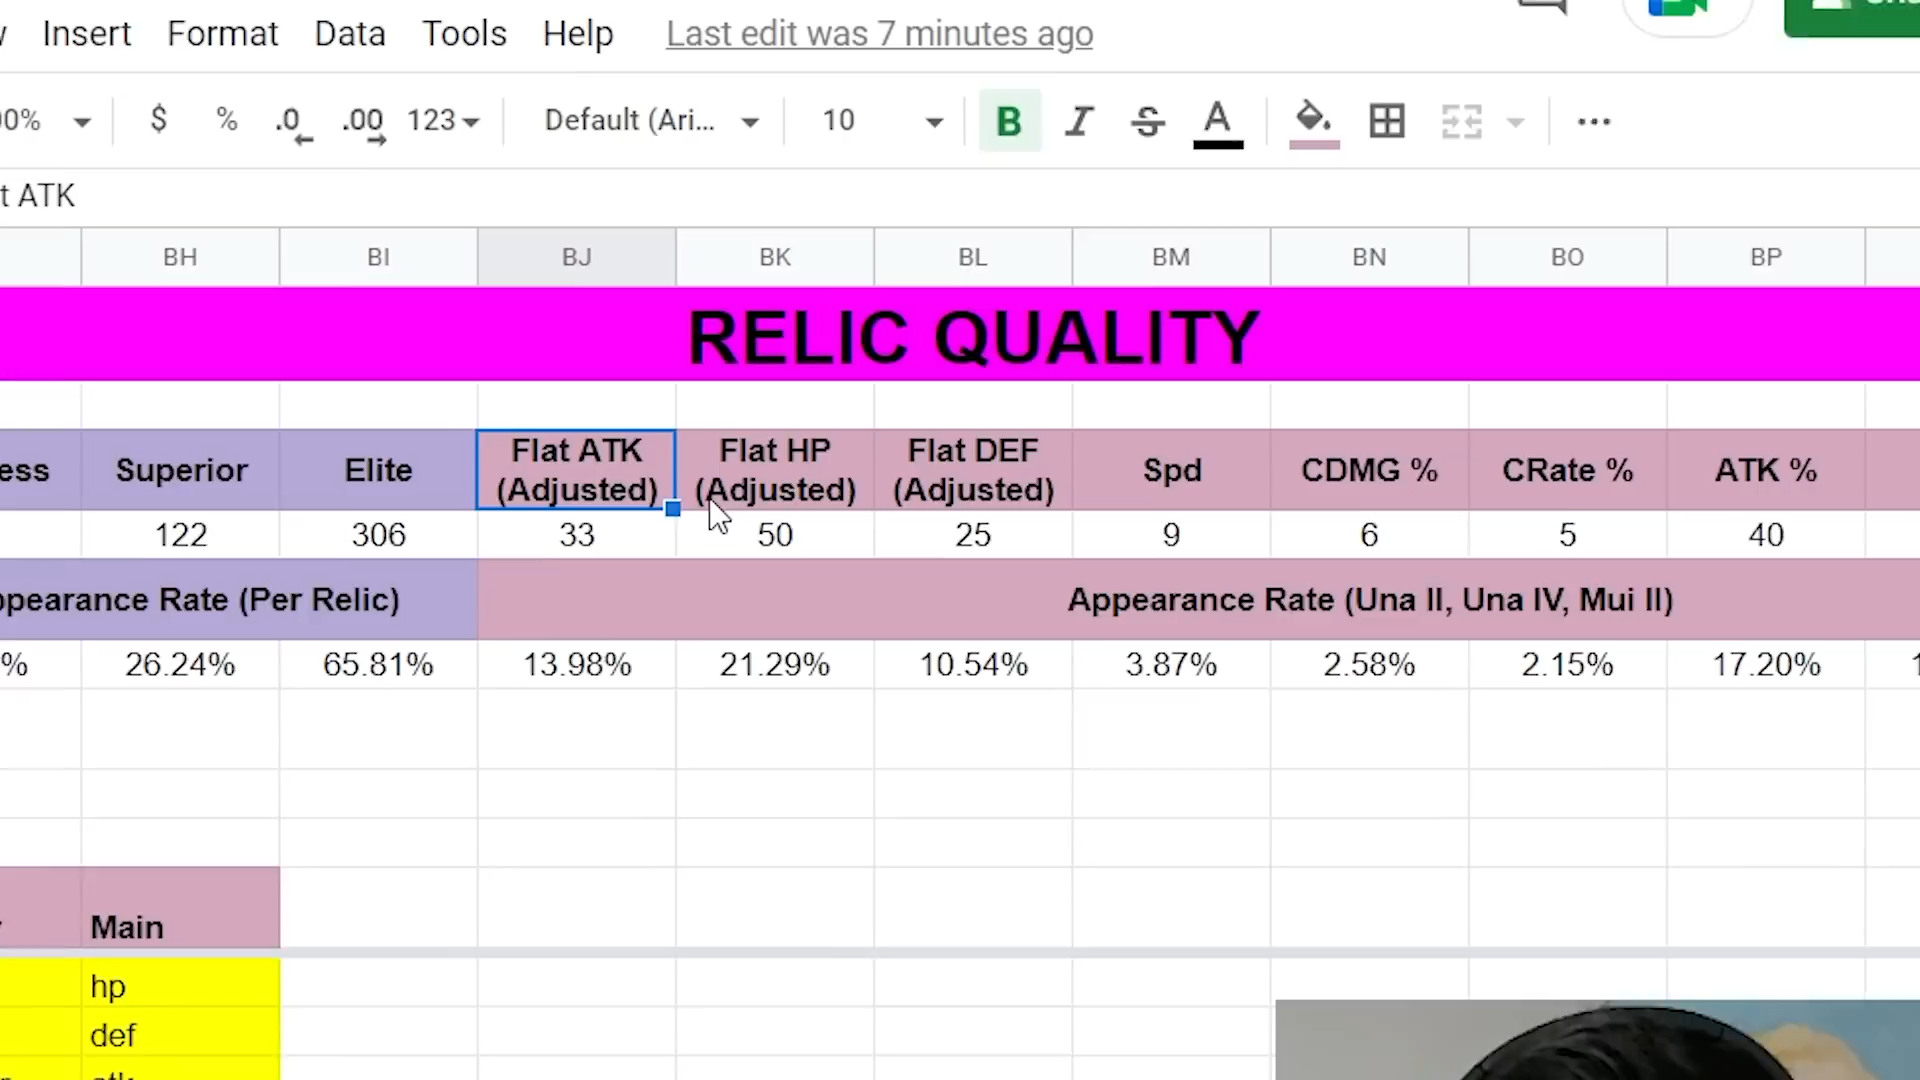 Insert Format Data Tools Help Last edit was 7 minutes ago
0% $ % .0 .00 123 Default (Ari... 10 B I S A ...
t ATK
BH BI BJ BK BL BM BN BO BP
RELIC QUALITY
ess Superior Elite Flat ATK (Adjusted) Flat HP (Adjusted) Flat DEF (Adjusted) Spd CDMG % CRate % ATK %
122 306 33 50 25 9 6 5 40
ppearance Rate (Per Relic) Appearance Rate (Una II, Una IV, Mui II)
% 26.24% 65.81% 13.98% 21.29% 10.54% 3.87% 2.58% 2.15% 17.20% 1
Main
hp
def